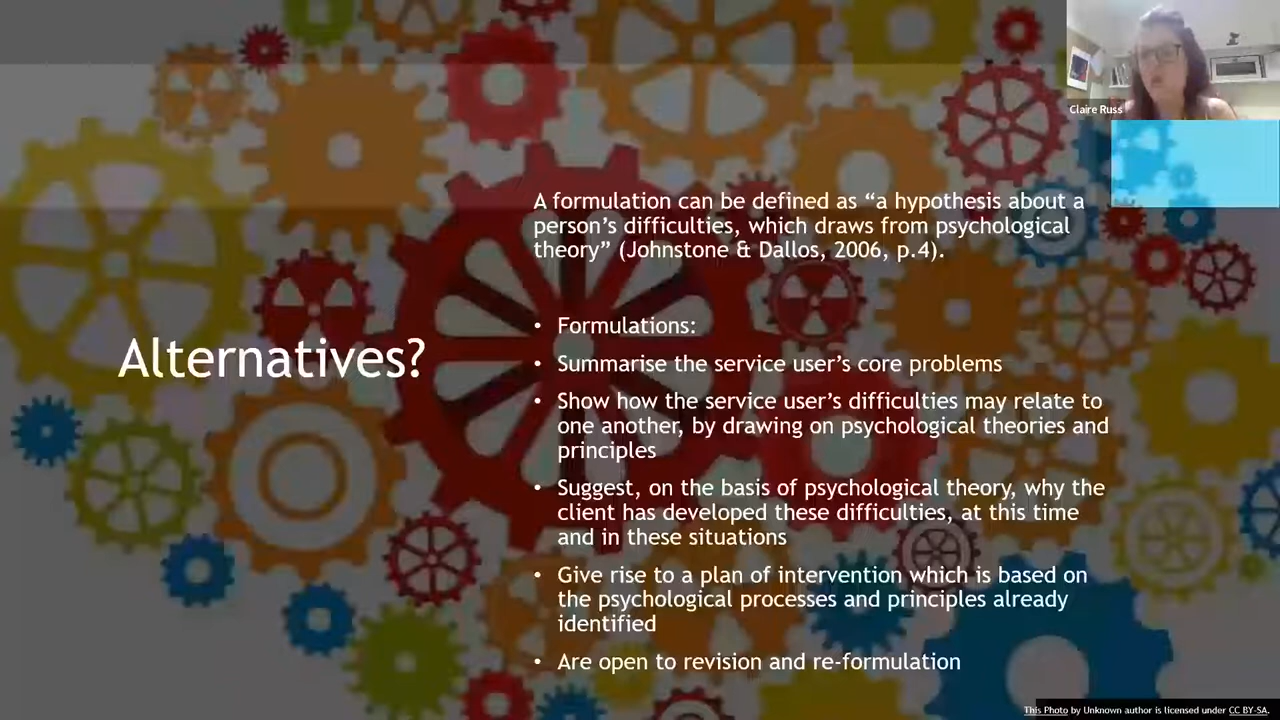 Claire Russ
Alternatives?
A formulation can be defined as “a hypothesis about a
person’s difficulties, which draws from psychological
theory” (Johnstone & Dallos, 2006, p.4).
• Formulations:
• Summarise the service user’s core problems
• Show how the service user’s difficulties may relate to
one another, by drawing on psychological theories and
principles
• Suggest, on the basis of psychological theory, why the
client has developed these difficulties, at this time
and in these situations
• Give rise to a plan of intervention which is based on
the psychological processes and principles already
identified
• Are open to revision and re-formulation
This Photo by Unknown author is licensed under CC BY-SA.